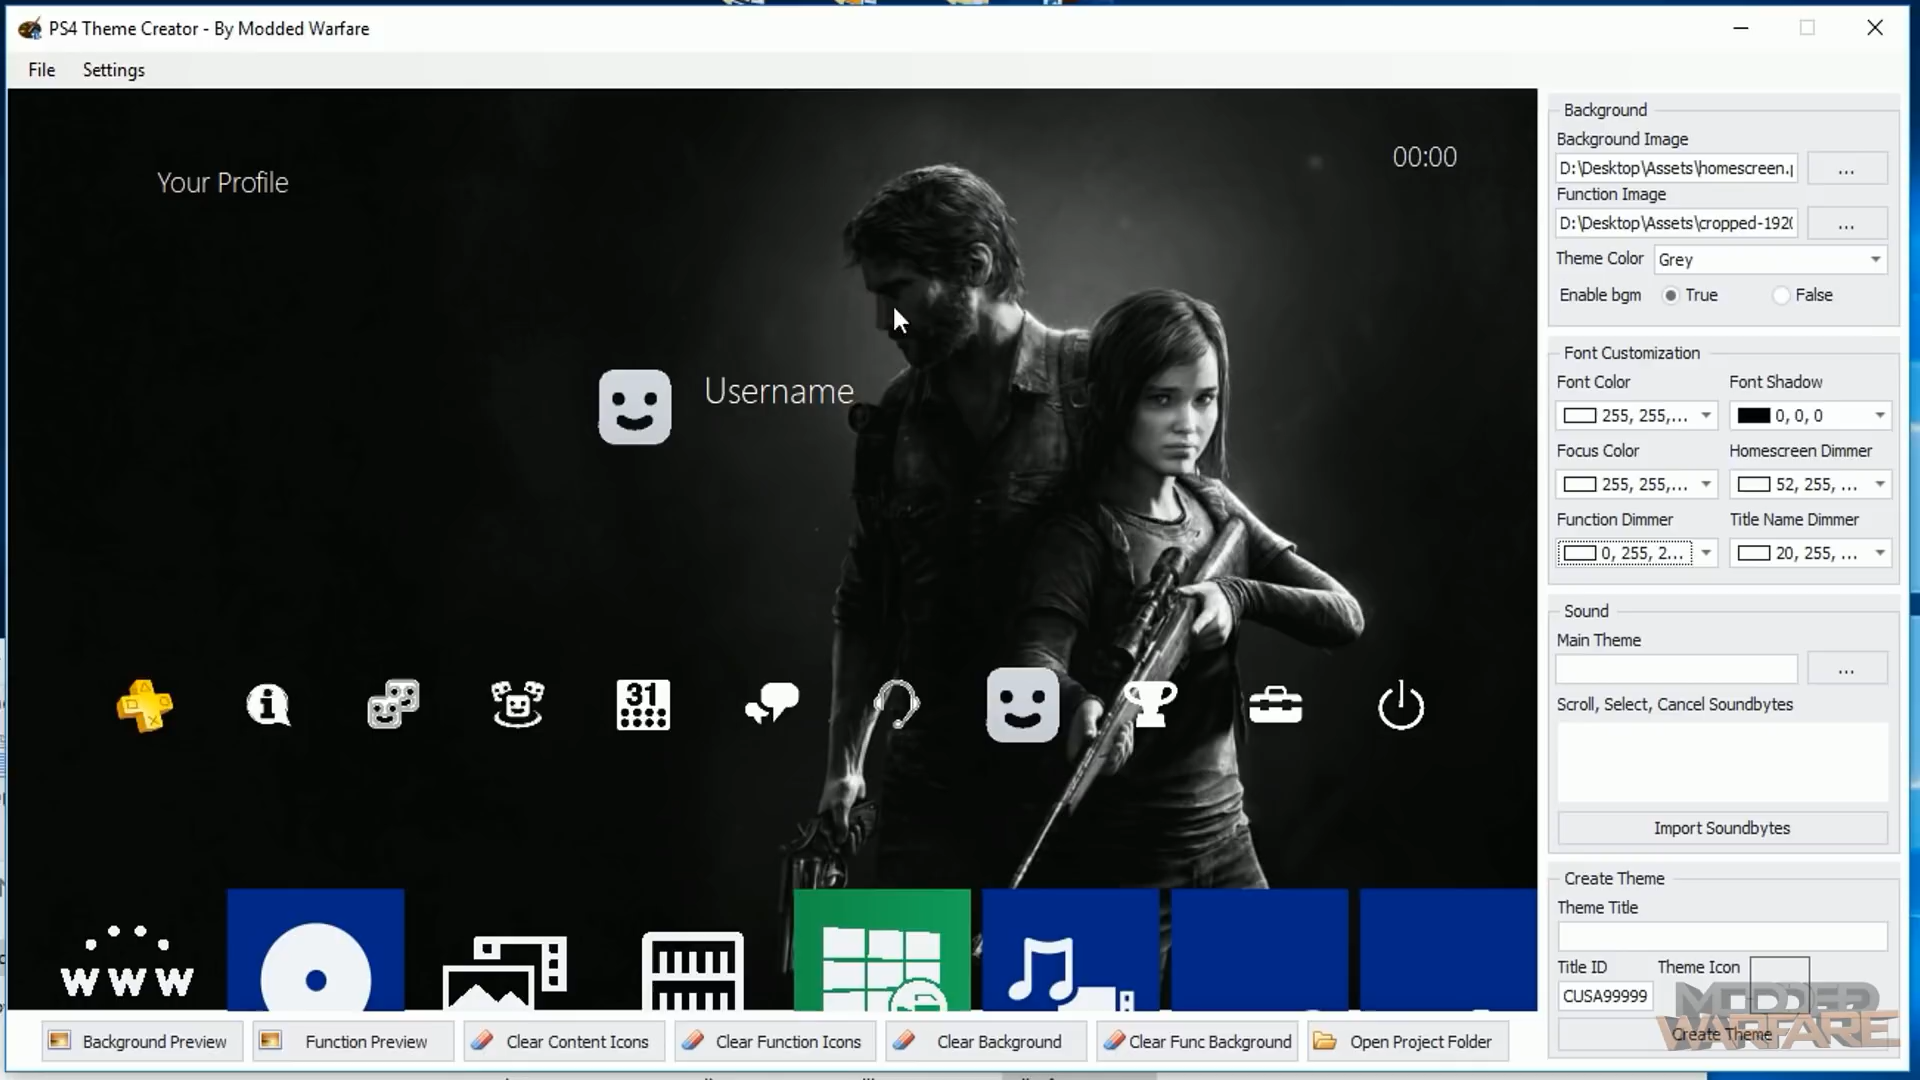 PS4 Theme Creator - By Modded Warfare
File Settings
Your Profile
00:00
Username
31
WWW
Background
Background Image
D:\Desktop\Assets\homescreen.p
...
Function Image
D:\Desktop\Assets\cropped-1920
...
Theme Color Grey
Enable bgm True False
Font Customization
Font Color Font Shadow
255, 255,... 0, 0, 0
Focus Color Homescreen Dimmer
255, 255,... 52, 255, ...
Function Dimmer Title Name Dimmer
0, 255, 2... 20, 255, ...
Sound
Main Theme
...
Scroll, Select, Cancel Soundbytes
Import Soundbytes
Create Theme
Theme Title
Title ID Theme Icon
CUSA99999
Create Theme
MODDED
WARFARE
Background Preview Function Preview Clear Content Icons Clear Function Icons Clear Background Clear Func Background Open Project Folder